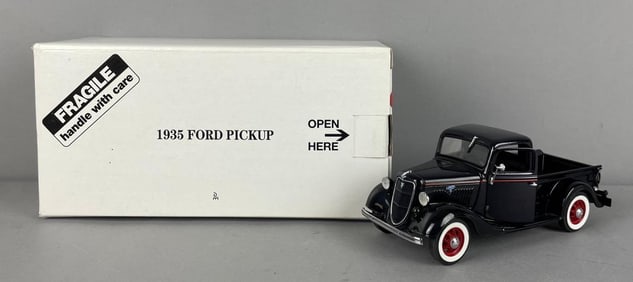 FRAGILE
handle with care
1935 FORD PICKUP
OPEN
HERE